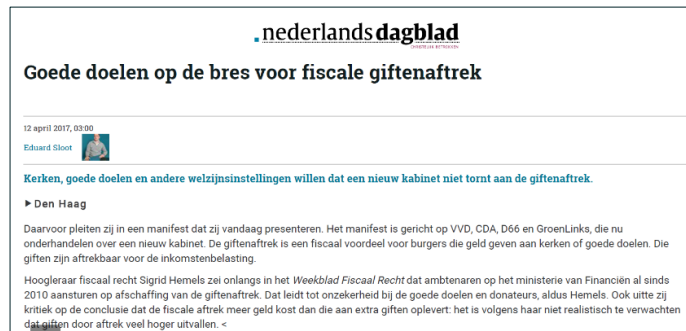 nederlands dagblad
CHRISTELIJK BETROKKEN
Goede doelen op de bres voor fiscale giftenaftrek
12 april 2017, 03:00
Eduard Sloot
Kerken, goede doelen en andere welzijnsinstellingen willen dat een nieuw kabinet niet tornt aan de giftenaftrek.
Den Haag
Daarvoor pleiten zij in een manifest dat zij vandaag presenteren. Het manifest is gericht op VVD, CDA, D66 en GroenLinks, die nu
onderhandelen over een nieuw kabinet. De giftenaftrek is een fiscaal voordeel voor burgers die geld geven aan kerken of goede doelen. Die
giften zijn aftrekbaar voor de inkomstenbelasting.
Hoogleraar fiscaal recht Sigrid Hemels zei onlangs in het Weekblad Fiscaal Recht dat ambtenaren op het ministerie van Financiën al sinds
2010 aansturen op afschaffing van de giftenaftrek. Dat leidt tot onzekerheid bij de goede doelen en donateurs, aldus Hemels. Ook uitte zij
kritiek op de conclusie dat de fiscale aftrek meer geld kost dan die aan extra giften oplevert: het is volgens haar niet realistisch te verwachten
dat giften door aftrek veel hoger uitvallen. <